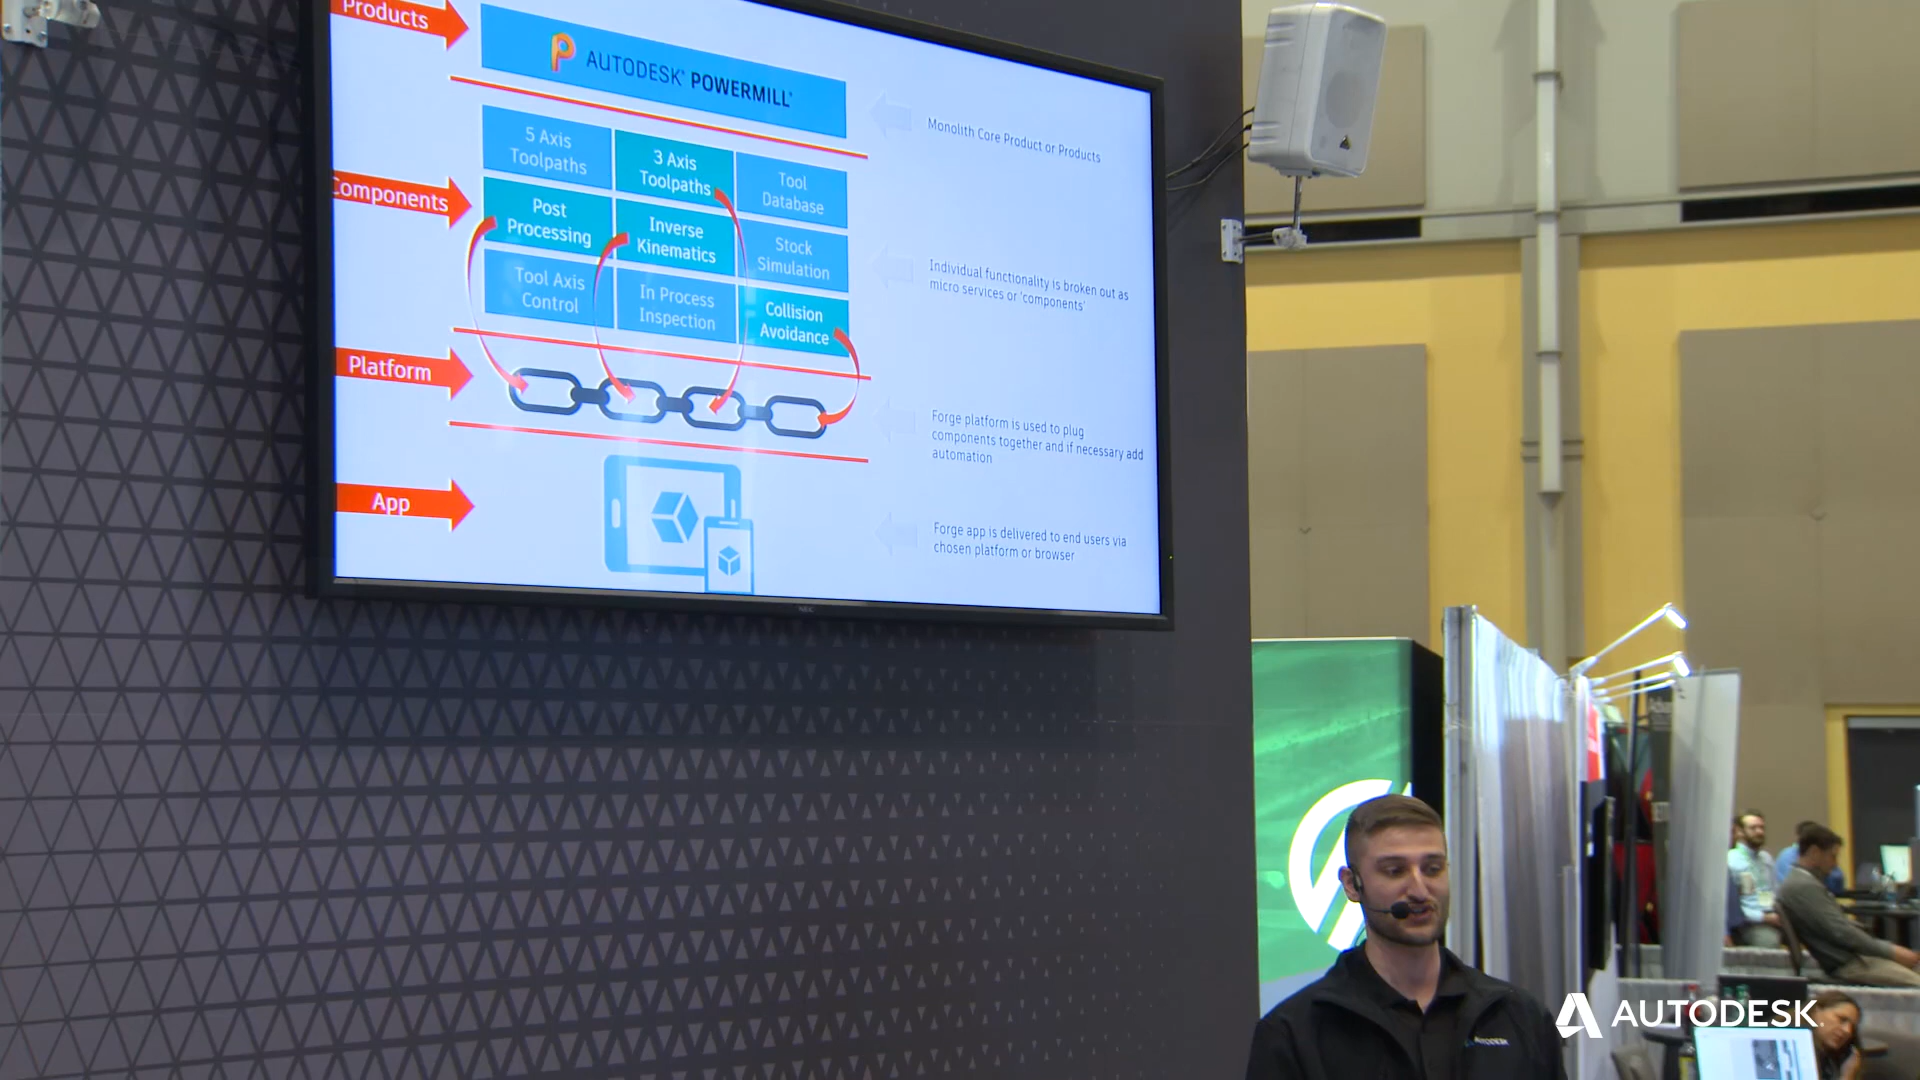 Products
AUTODESK® POWERMILL®
Monolith Core Product or Products
Components
5 Axis
Toolpaths
3 Axis
Toolpaths
Tool
Database
Post
Processing
Inverse
Kinematics
Stock
Simulation
Tool Axis
Control
In Process
Inspection
Collision
Avoidance
Individual functionality is broken out as
micro services or 'components'
Platform
Forge platform is used to plug
components together and if necessary add
automation
App
Forge app is delivered to end users via
chosen platform or browser
NEC
AUTODESK
AUTODESK.